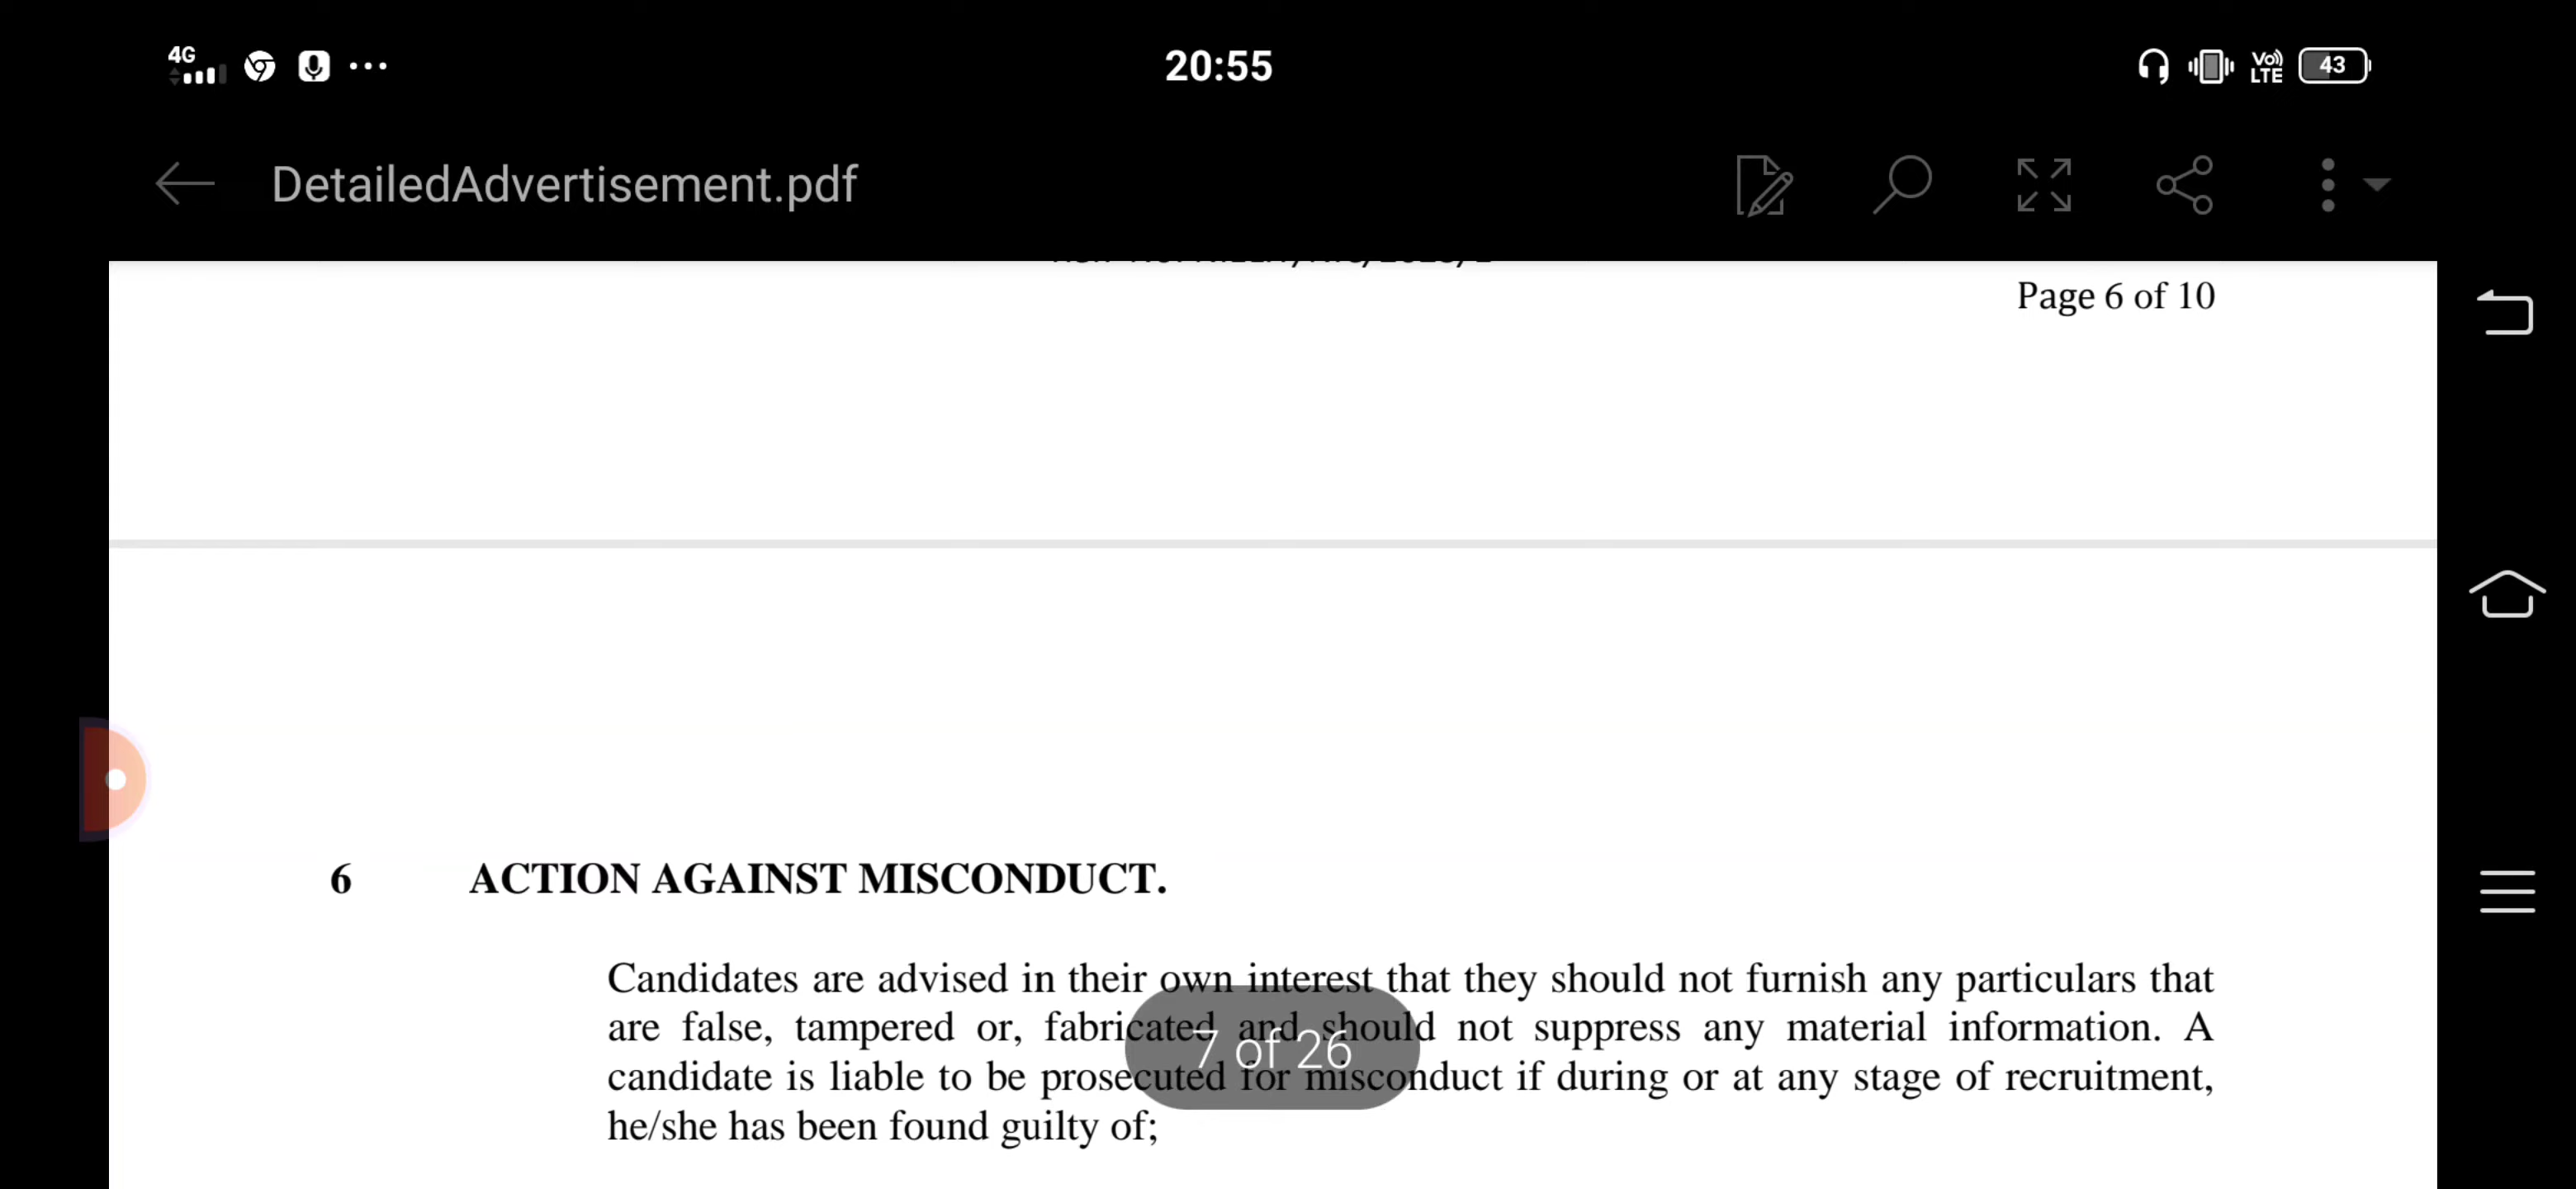 4G
20:55
Vo)) LTE
43
DetailedAdvertisement.pdf
Page 6 of 10
6 ACTION AGAINST MISCONDUCT.
Candidates are advised in their own interest that they should not furnish any particulars that
are false, tampered or, fabricated and should not suppress any material information. A
candidate is liable to be prosecuted for misconduct if during or at any stage of recruitment,
he/she has been found guilty of;
7 of 26